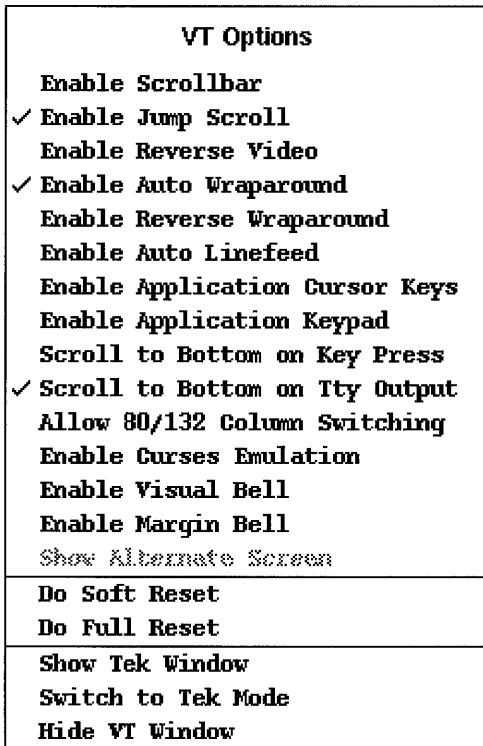 VT Options
Enable Scrollbar
✓ Enable Jump Scroll
Enable Reverse Video
✓ Enable Auto Wraparound
Enable Reverse Wraparound
Enable Auto Linefeed
Enable Application Cursor Keys
Enable Application Keypad
Scroll to Bottom on Key Press
✓ Scroll to Bottom on Tty Output
Allow 80/132 Column Switching
Enable Curses Emulation
Enable Visual Bell
Enable Margin Bell
Show Alternate Screen
Do Soft Reset
Do Full Reset
Show Tek Window
Switch to Tek Mode
Hide VT Window